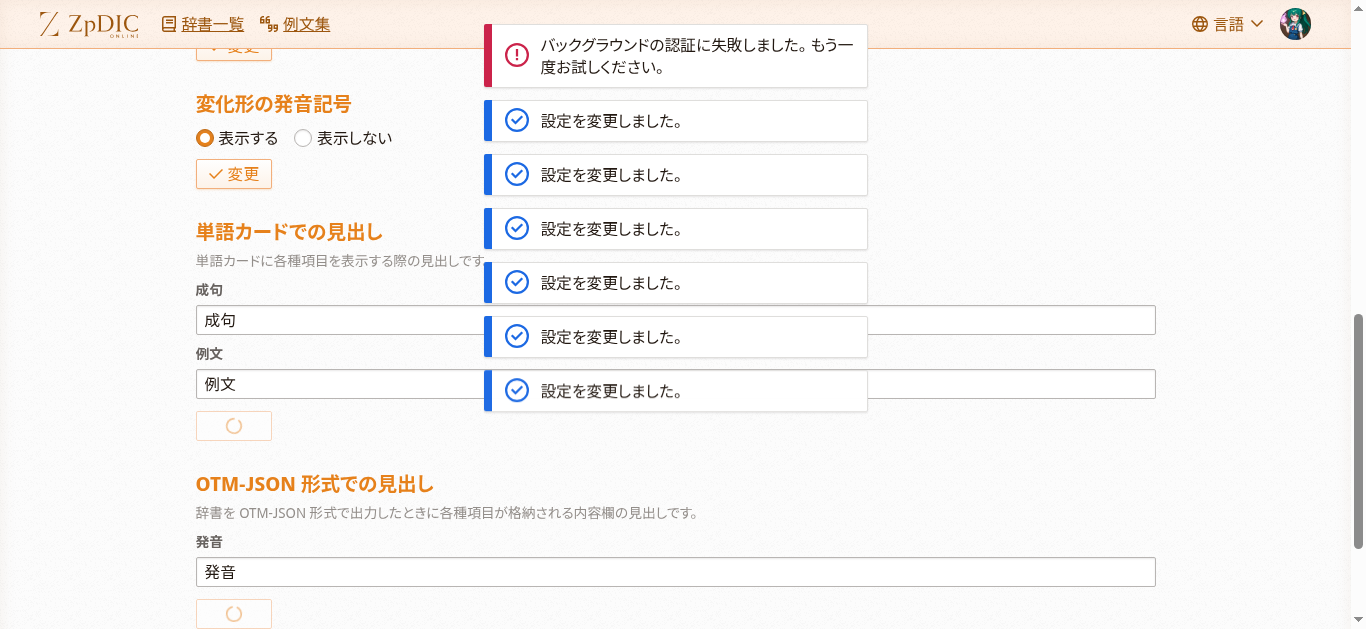 ZpDIC
ONLINE
辞書一覧
例文集
言語
変更
バックグラウンドの認証に失敗しました。もう一
度お試しください。
設定を変更しました。
設定を変更しました。
設定を変更しました。
設定を変更しました。
設定を変更しました。
設定を変更しました。
変化形の発音記号
表示する 表示しない
変更
単語カードでの見出し
単語カードに各種項目を表示する際の見出しです
成句
成句
例文
例文
OTM-JSON 形式での見出し
辞書を OTM-JSON 形式で出力したときに各種項目が格納される内容欄の見出しです。
発音
発音